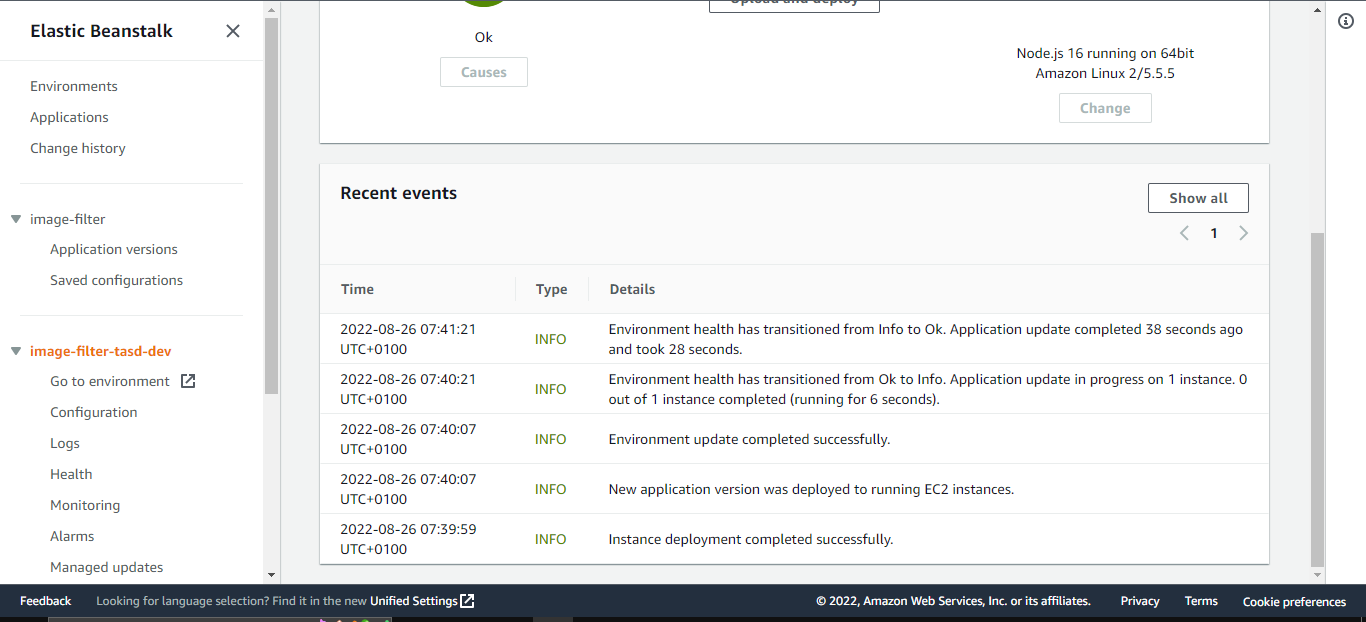 Elastic Beanstalk
Environments
Applications
Change history
image-filter
Application versions
Saved configurations
image-filter-tasd-dev
Go to environment
Configuration
Logs
Health
Monitoring
Alarms
Managed updates
Upload and deploy
Ok
Causes
Node.js 16 running on 64bit
Amazon Linux 2/5.5.5
Change
Recent events
Show all
1
Time Type Details
2022-08-26 07:41:21
UTC+0100
INFO
Environment health has transitioned from Info to Ok. Application update completed 38 seconds ago
and took 28 seconds.
2022-08-26 07:40:21
UTC+0100
INFO
Environment health has transitioned from Ok to Info. Application update in progress on 1 instance. 0
out of 1 instance completed (running for 6 seconds).
2022-08-26 07:40:07
UTC+0100
INFO
Environment update completed successfully.
2022-08-26 07:40:07
UTC+0100
INFO
New application version was deployed to running EC2 instances.
2022-08-26 07:39:59
UTC+0100
INFO
Instance deployment completed successfully.
Feedback Looking for language selection? Find it in the new Unified Settings © 2022, Amazon Web Services, Inc. or its affiliates. Privacy Terms Cookie preferences